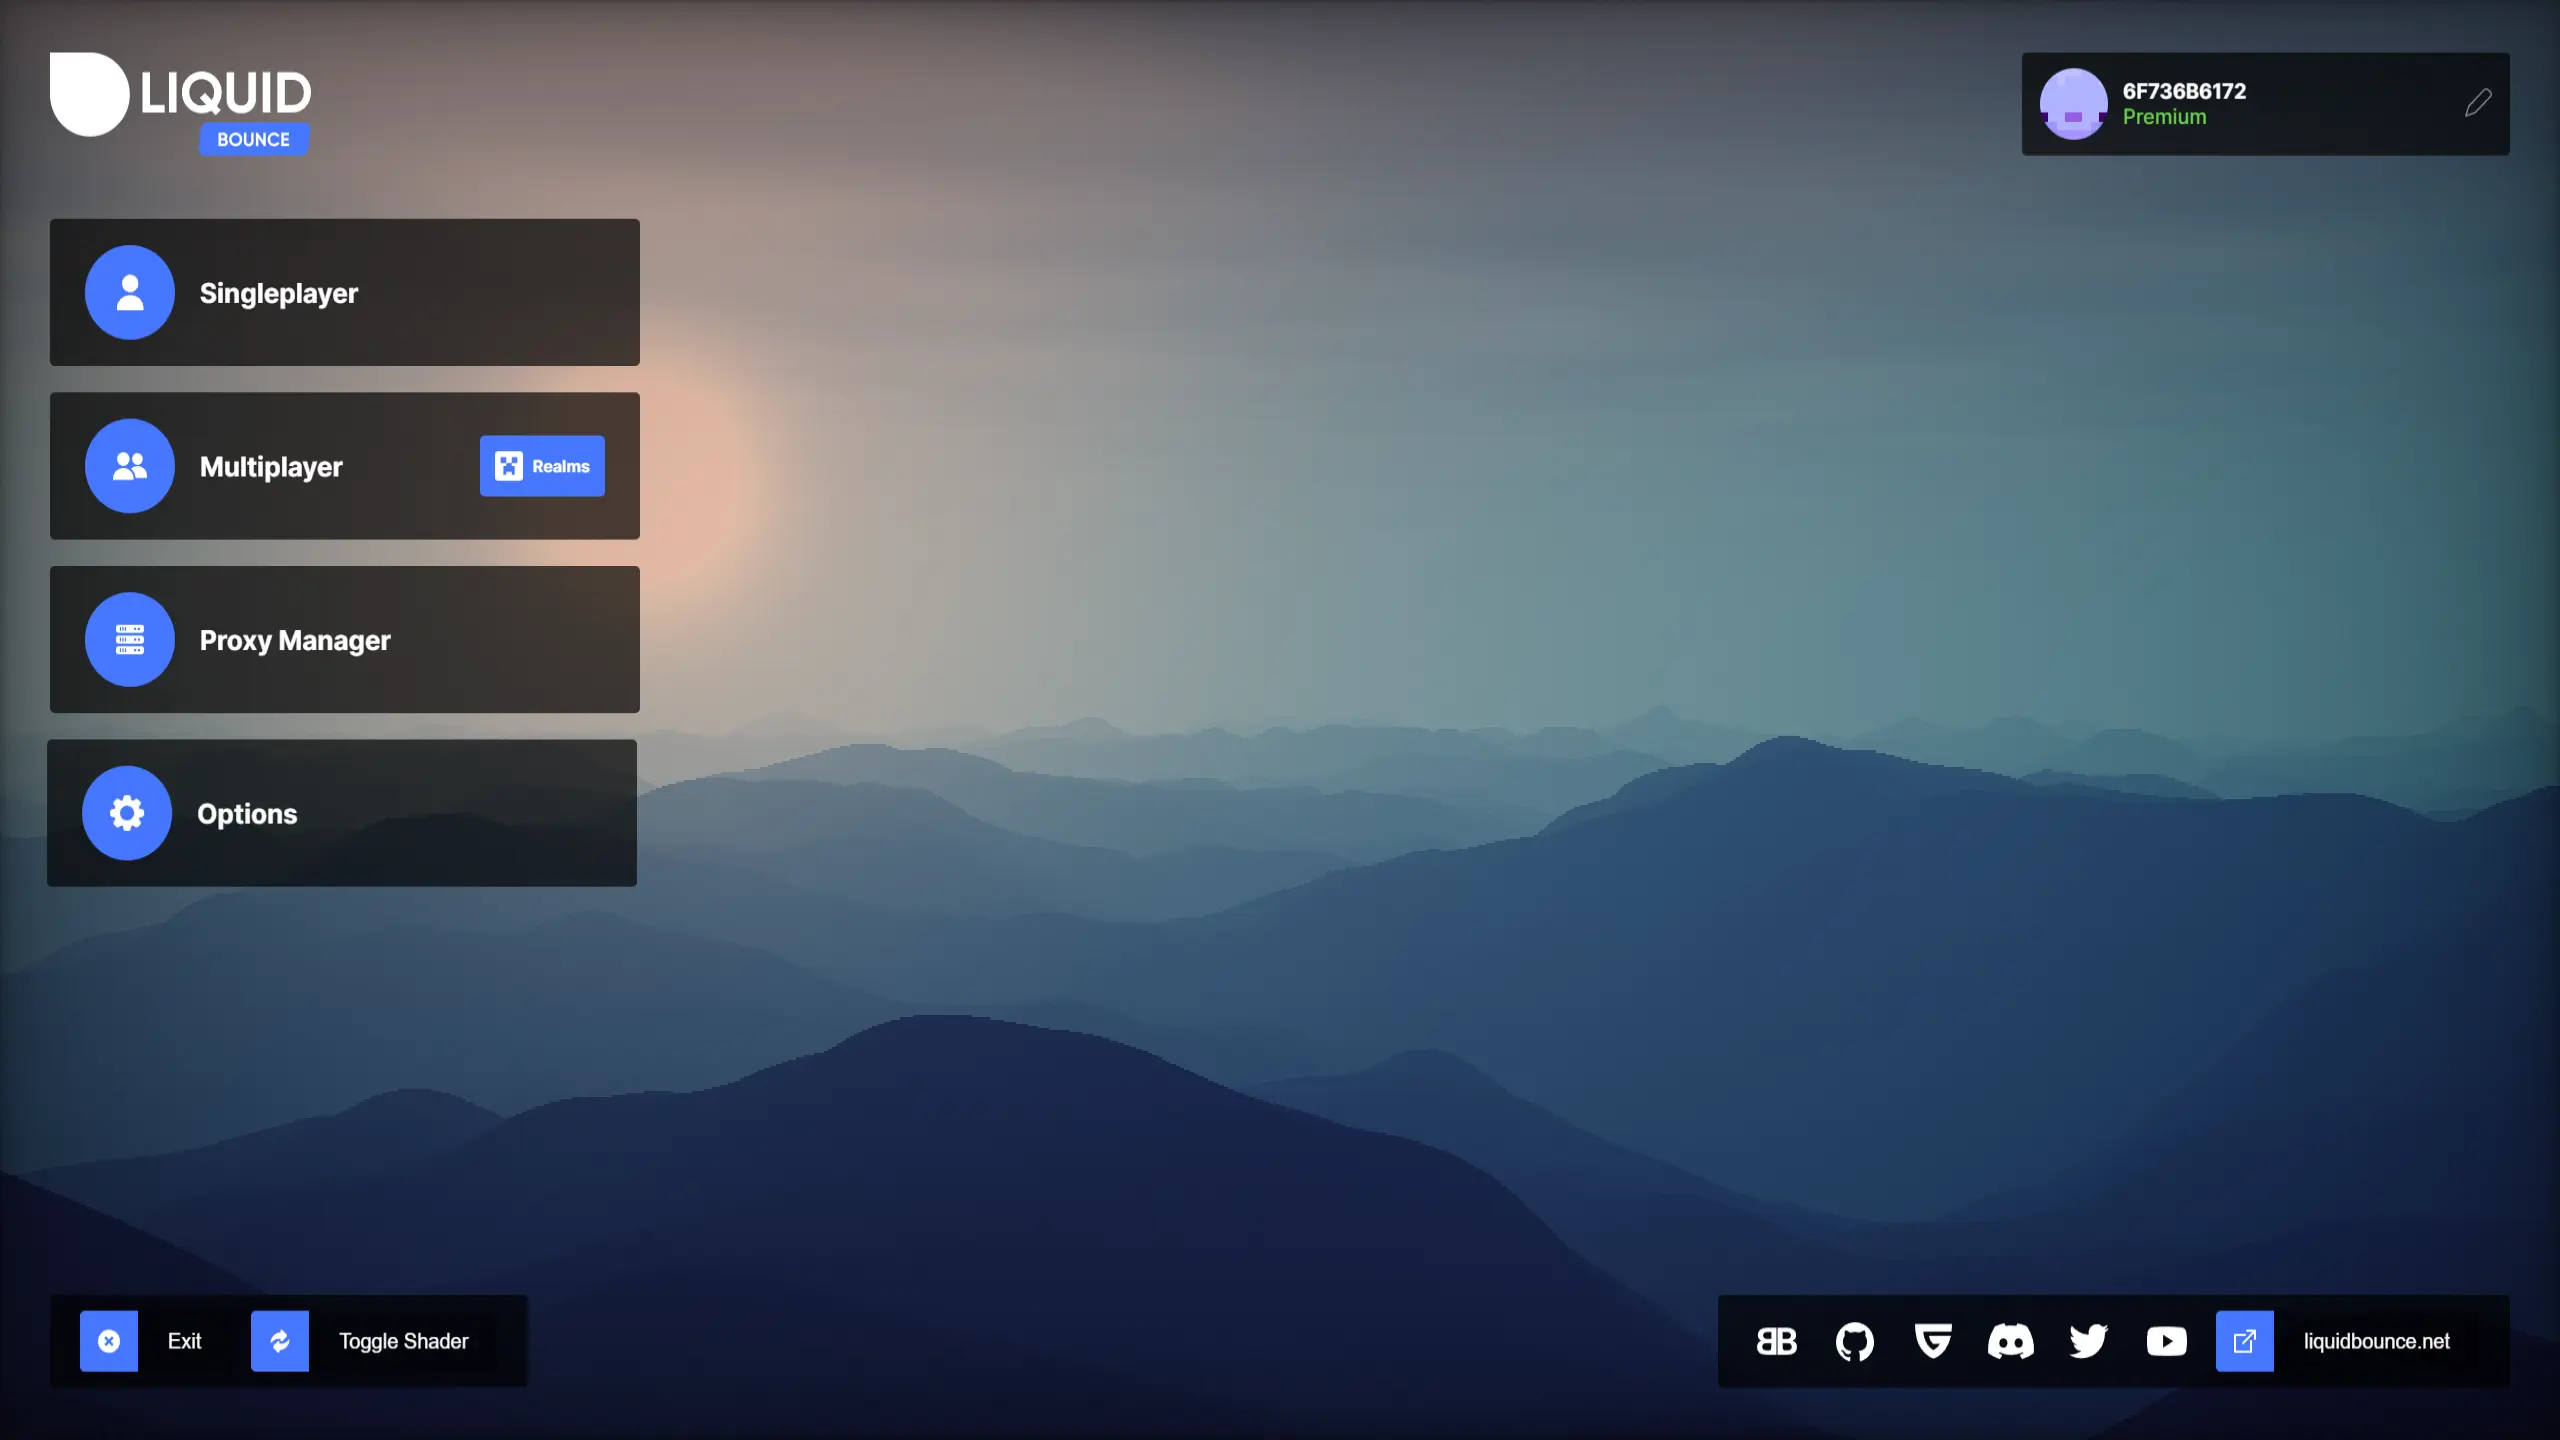 LIQUID
BOUNCE
6F736B6172
Premium
Singleplayer
Multiplayer
Realms
Proxy Manager
Options
Exit
Toggle Shader
liquidbounce.net